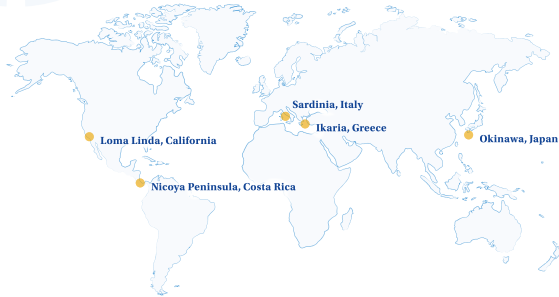 Sardinia, Italy
Ikaria, Greece
Loma Linda, California
Okinawa, Japan
Nicoya Peninsula, Costa Rica